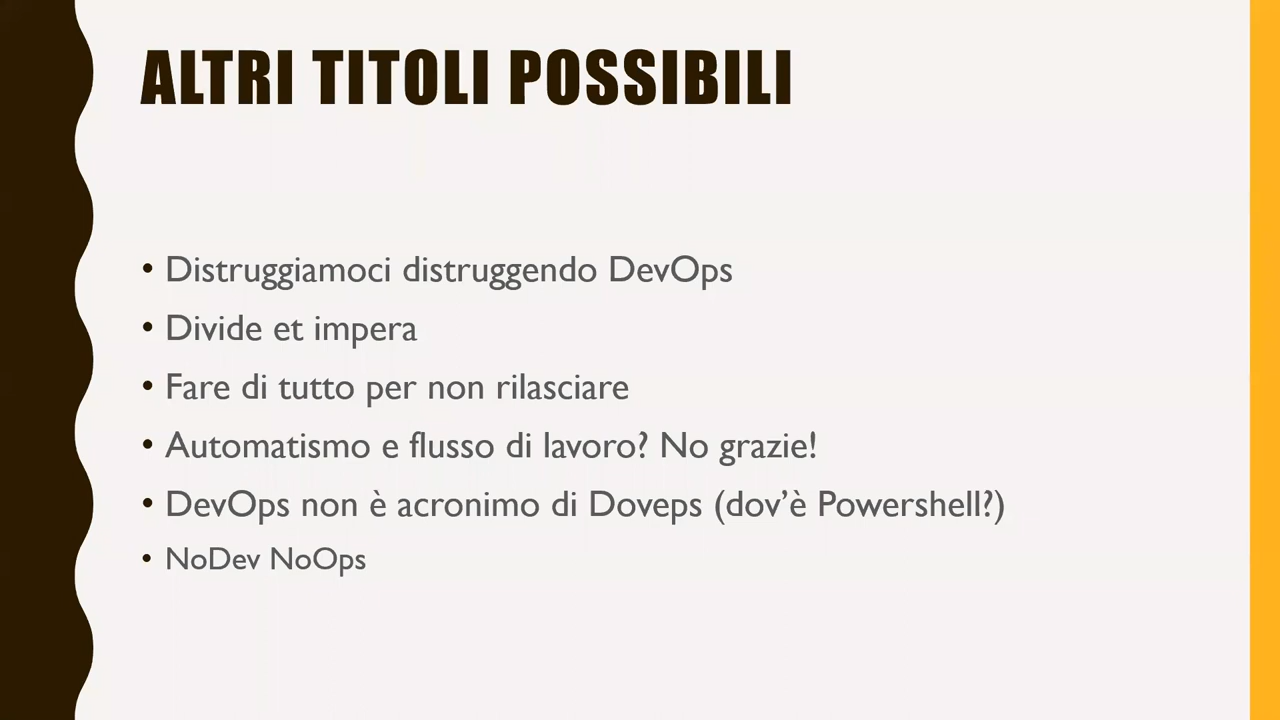 ALTRI TITOLI POSSIBILI
• Distruggiamoci distruggendo DevOps
• Divide et impera
• Fare di tutto per non rilasciare
• Automatismo e flusso di lavoro? No grazie!
• DevOps non è acronimo di Doveps (dov’è Powershell?)
• NoDev NoOps